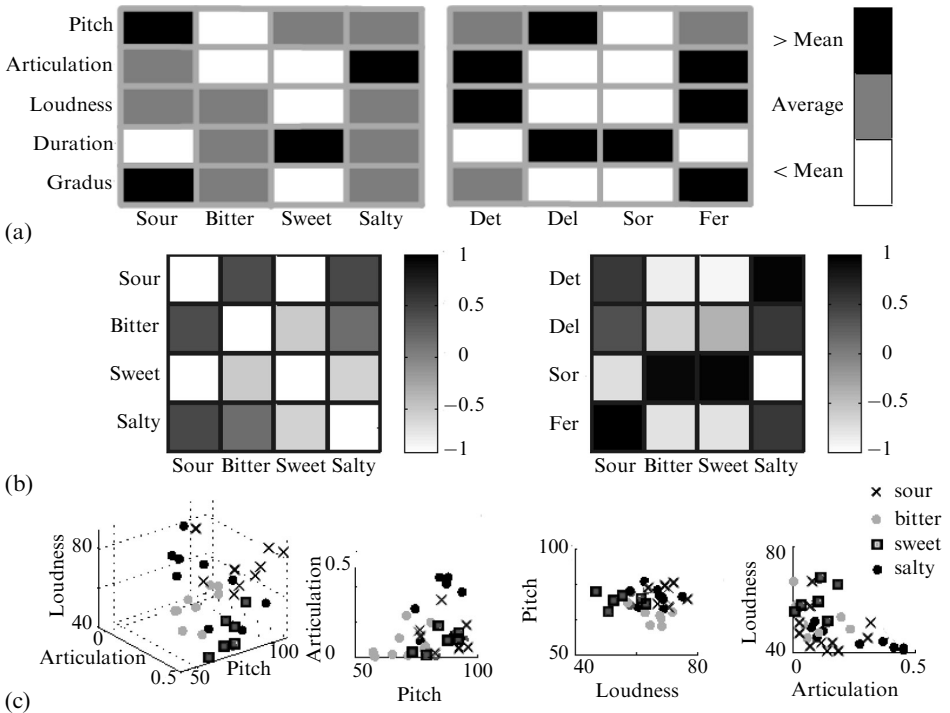 Pitch
Articulation
Loudness
Duration
Gradus
Sour Bitter Sweet Salty
Det Del Sor Fer
> Mean
Average
< Mean
(a)
Sour
Bitter
Sweet
Salty
Sour Bitter Sweet Salty
1
0.5
0
−0.5
−1
Det
Del
Sor
Fer
Sour Bitter Sweet Salty
1
0.5
0
−0.5
−1
(b)
sour
bitter
sweet
salty
Loudness
80
40
0
Articulation
0.5
50
Pitch
100
Articulation
0.5
0
50
100
Pitch
Pitch
100
50
40
80
Loudness
Loudness
80
40
0
0.5
Articulation
(c)